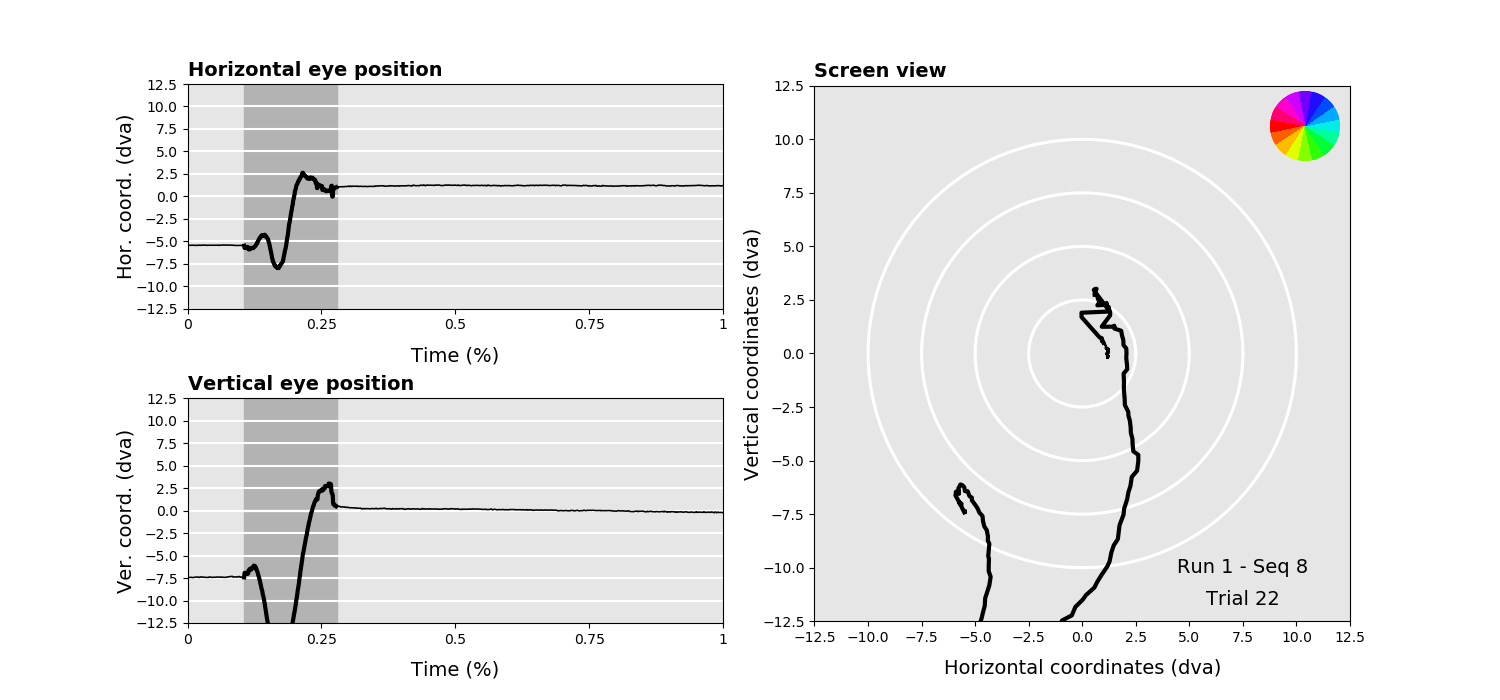 Horizontal eye position
Hor. coord. (dva)
12.5
10.0
7.5
5.0
2.5
0.0
−2.5
−5.0
−7.5
−10.0
−12.5
0 0.25 0.5 0.75 1
Time (%)
Vertical eye position
Ver. coord. (dva)
12.5
10.0
7.5
5.0
2.5
0.0
−2.5
−5.0
−7.5
−10.0
−12.5
0 0.25 0.5 0.75 1
Time (%)
Screen view
Vertical coordinates (dva)
12.5
10.0
7.5
5.0
2.5
0.0
−2.5
−5.0
−7.5
−10.0
−12.5
Run 1 - Seq 8
Trial 22
−12.5 −10.0 −7.5 −5.0 −2.5 0.0 2.5 5.0 7.5 10.0 12.5
Horizontal coordinates (dva)